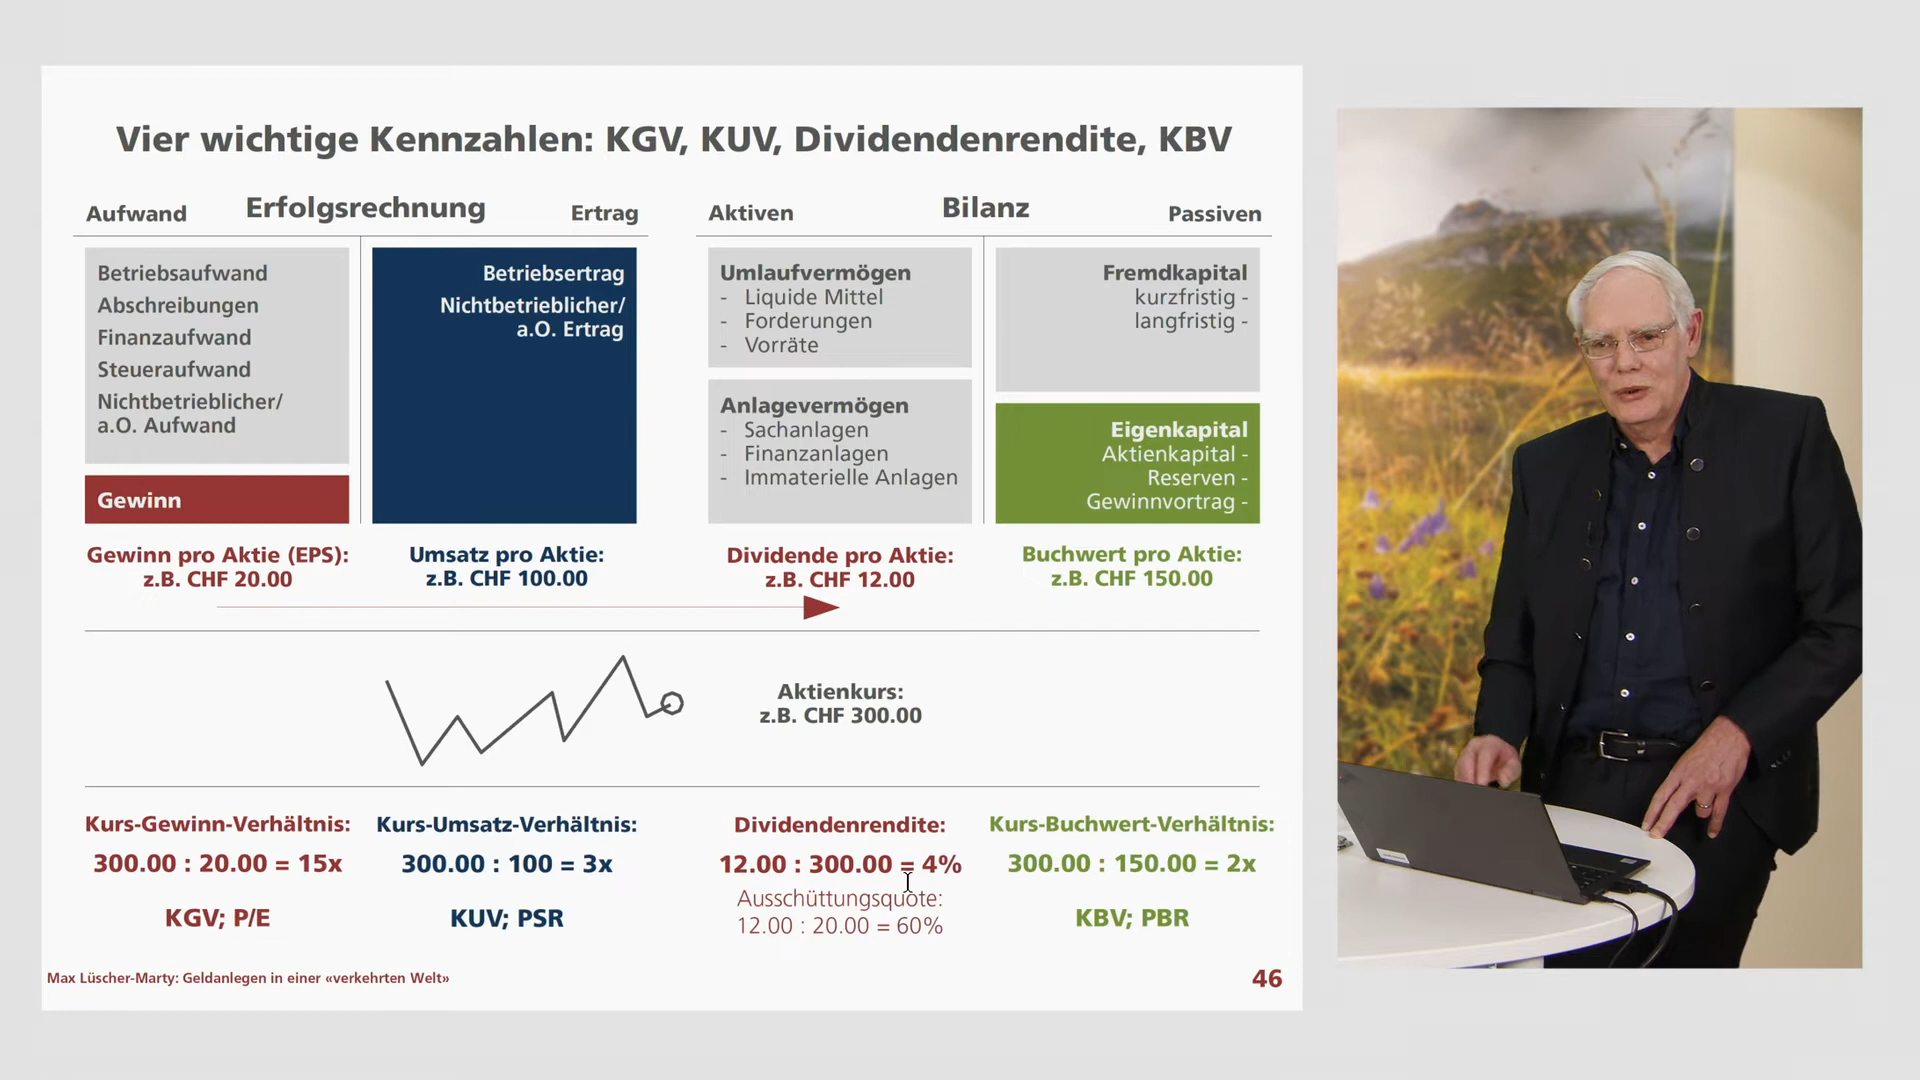 Vier wichtige Kennzahlen: KGV, KUV, Dividendenrendite, KBV
Aufwand
Erfolgsrechnung
Ertrag
Betriebsaufwand
Abschreibungen
Finanzaufwand
Steueraufwand
Nichtbetrieblicher/
a.O. Aufwand
Gewinn
Betriebsertrag
Nichtbetrieblicher/
a.O. Ertrag
Aktiven
Bilanz
Passiven
Umlaufvermögen
- Liquide Mittel
- Forderungen
- Vorräte
Anlagevermögen
- Sachanlagen
- Finanzanlagen
- Immaterielle Anlagen
Fremdkapital
kurzfristig -
langfristig -
Eigenkapital
Aktienkapital -
Reserven -
Gewinnvortrag -
Gewinn pro Aktie (EPS):
z.B. CHF 20.00
Umsatz pro Aktie:
z.B. CHF 100.00
Dividende pro Aktie:
z.B. CHF 12.00
Buchwert pro Aktie:
z.B. CHF 150.00
Aktienkurs:
z.B. CHF 300.00
Kurs-Gewinn-Verhältnis:
300.00 : 20.00 = 15x
KGV; P/E
Kurs-Umsatz-Verhältnis:
300.00 : 100 = 3x
KUV; PSR
Dividendenrendite:
12.00 : 300.00 = 4%
Ausschüttungsquote:
12.00 : 20.00 = 60%
Kurs-Buchwert-Verhältnis:
300.00 : 150.00 = 2x
KBV; PBR
Max Lüscher-Marty: Geldanlegen in einer «verkehrten Welt»
46